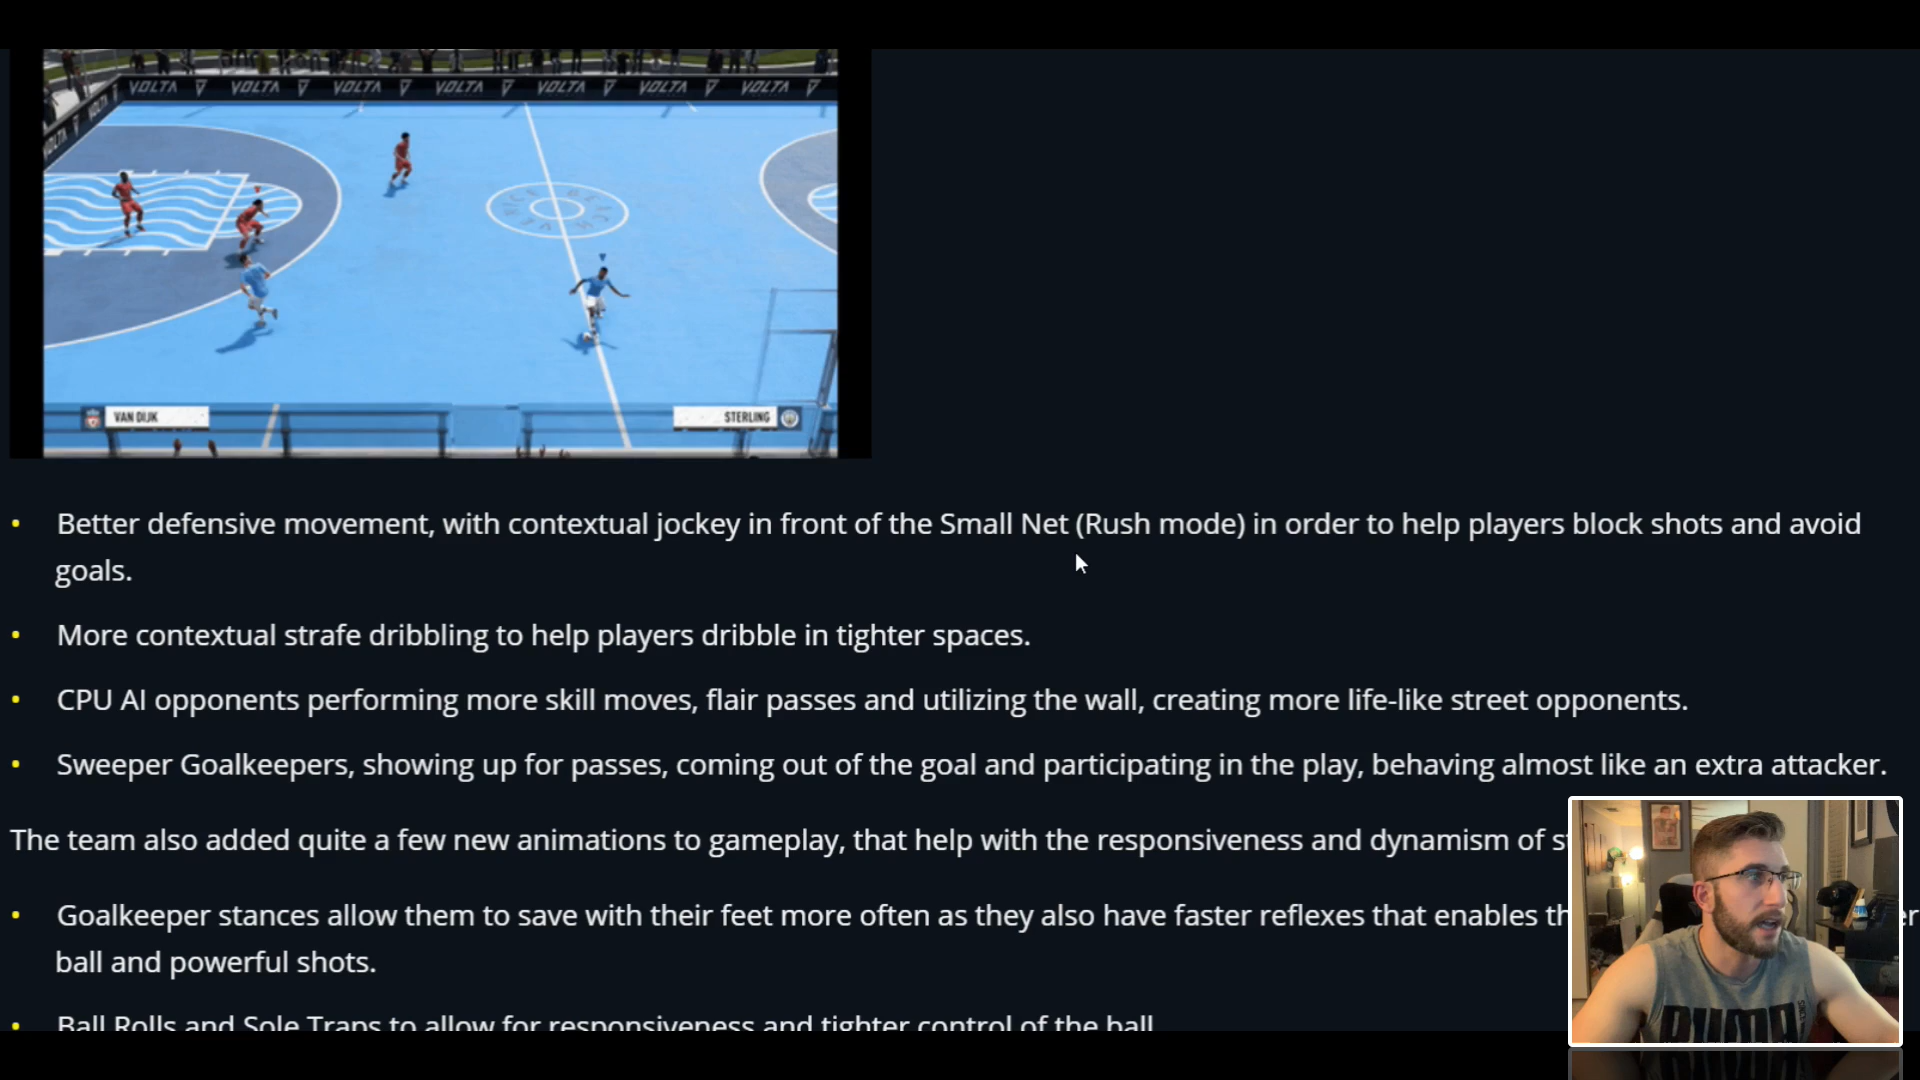 VOLTA VOLTA VOLTA VOLTA VOLTA VOLTA VOLTA
VOLTA
VOLTA
VAN DIJK
STERLING
• Better defensive movement, with contextual jockey in front of the Small Net (Rush mode) in order to help players block shots and avoid
goals.
• More contextual strafe dribbling to help players dribble in tighter spaces.
• CPU AI opponents performing more skill moves, flair passes and utilizing the wall, creating more life-like street opponents.
• Sweeper Goalkeepers, showing up for passes, coming out of the goal and participating in the play, behaving almost like an extra attacker.
The team also added quite a few new animations to gameplay, that help with the responsiveness and dynamism of
• Goalkeeper stances allow them to save with their feet more often as they also have faster reflexes that enables
ball and powerful shots.
• Ball Rolls and Sole Traps to allow for responsiveness and tighter control of the ball
PUMA